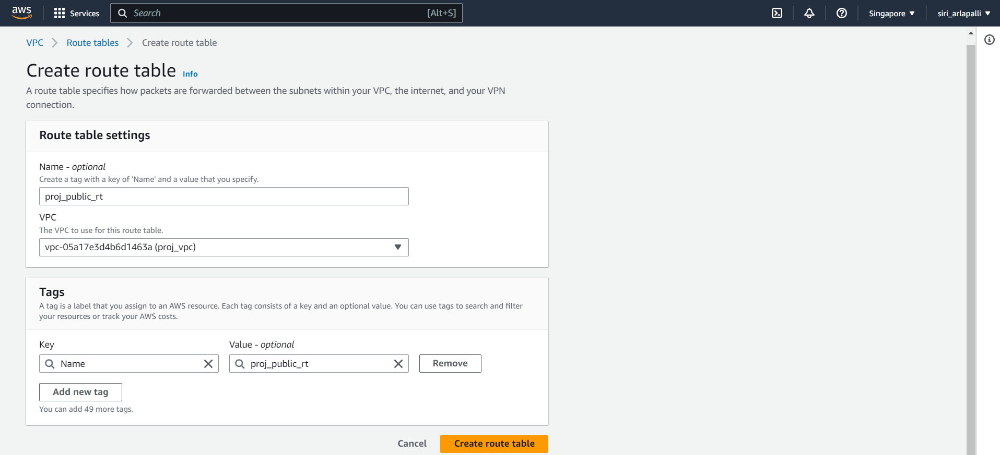 aws
Services
Search [Alt+S]
Singapore
siri_arlapalli
VPC
Route tables
Create route table
Create route table Info
A route table specifies how packets are forwarded between the subnets within your VPC, the internet, and your VPN
connection.
Route table settings
Name - optional
Create a tag with a key of 'Name' and a value that you specify.
proj_public_rt
VPC
The VPC to use for this route table.
vpc-05a17e3d4b6d1463a (proj_vpc)
Tags
A tag is a label that you assign to an AWS resource. Each tag consists of a key and an optional value. You can use tags to search and filter
your resources or track your AWS costs.
Key
Value - optional
Name
proj_public_rt
Remove
Add new tag
You can add 49 more tags.
Cancel
Create route table